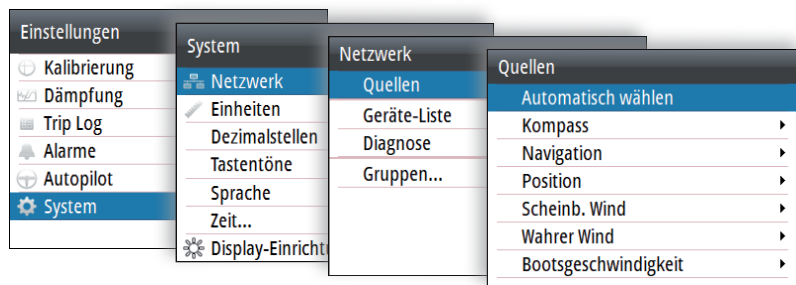 Einstellungen
Kalibrierung
Dämpfung
Trip Log
Alarme
Autopilot
System
System
Netzwerk
Einheiten
Dezimalstellen
Tastentöne
Sprache
Zeit...
Display-Einricht
Netzwerk
Quellen
Geräte-Liste
Diagnose
Gruppen...
Quellen
Automatisch wählen
Kompass
Navigation
Position
Scheinb. Wind
Wahrer Wind
Bootsgeschwindigkeit